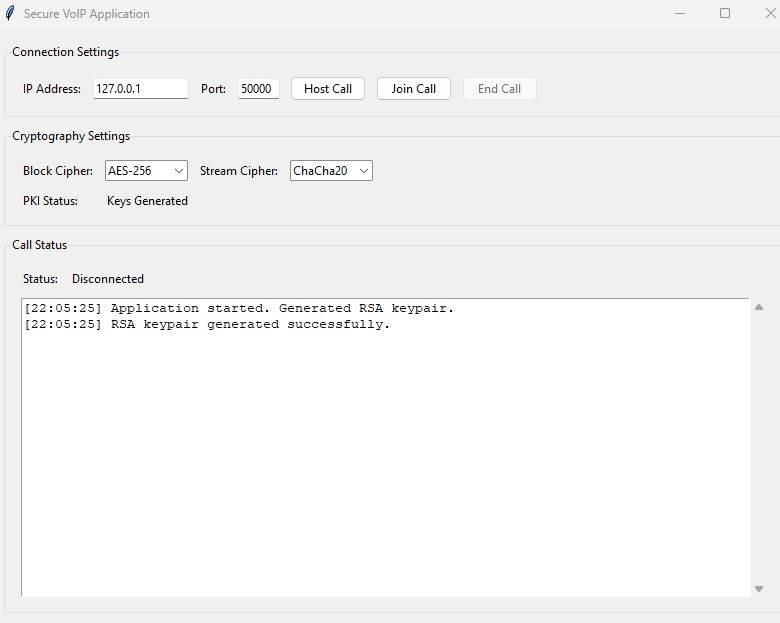 Secure VoIP Application
Connection Settings
IP Address: 127.0.0.1 Port: 50000 Host Call Join Call End Call
Cryptography Settings
Block Cipher: AES-256 Stream Cipher: ChaCha20
PKI Status: Keys Generated
Call Status
Status: Disconnected
[22:05:25] Application started. Generated RSA keypair.
[22:05:25] RSA keypair generated successfully.